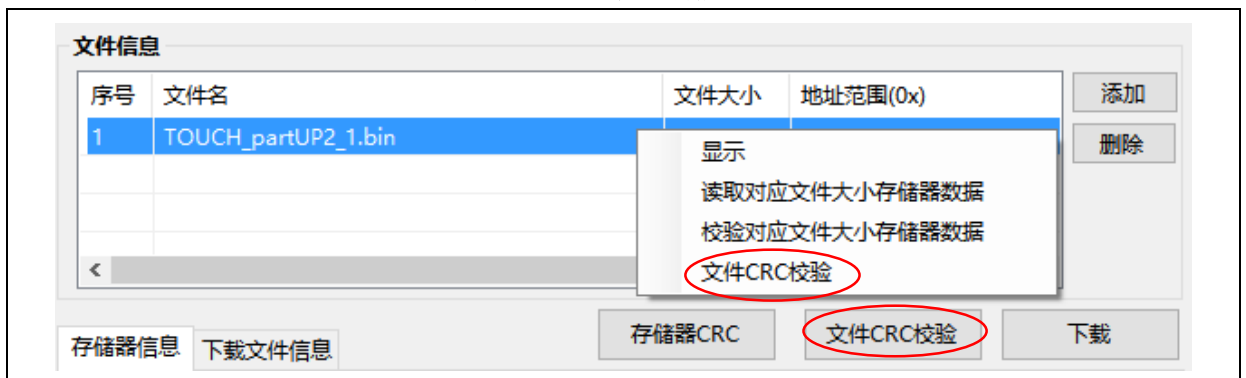 文件信息
序号 文件名 文件大小 地址范围(0x) 添加
1 TOUCH_partUP2_1.bin 删除
显示
读取对应文件大小存储器数据
校验对应文件大小存储器数据
文件CRC校验
存储器信息 下载文件信息 存储器CRC 文件CRC校验 下载